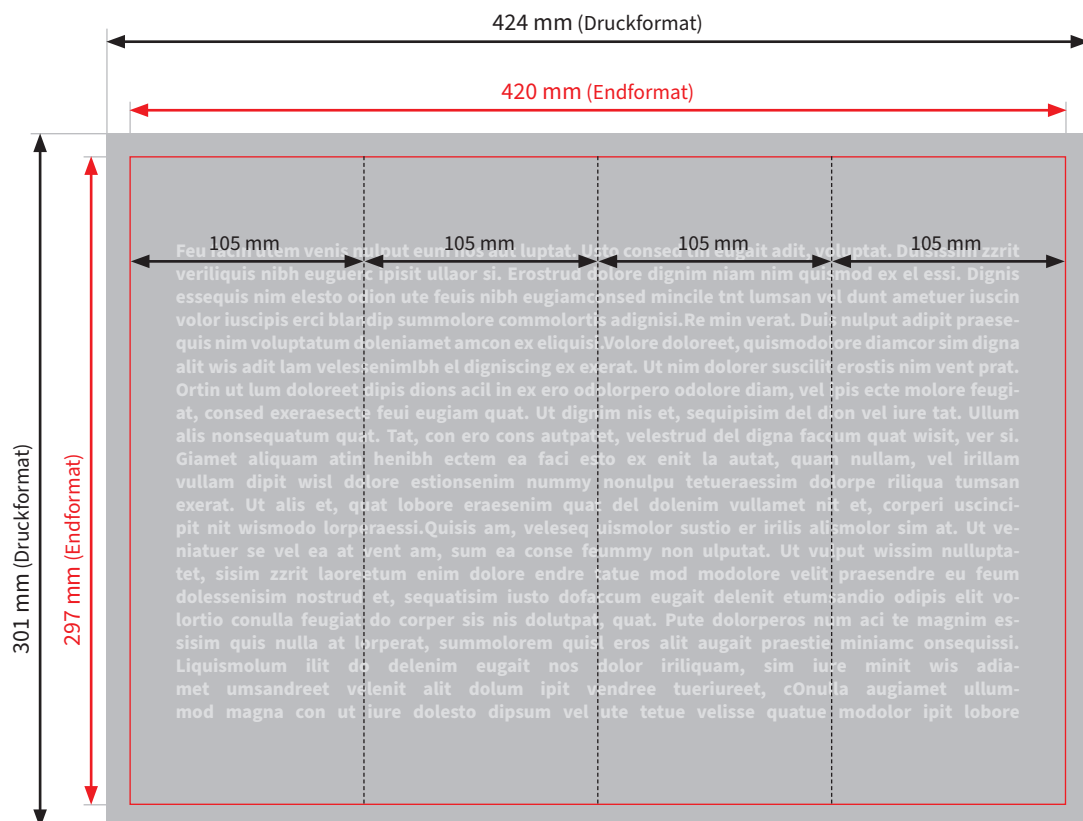 424 mm (Druckformat)
420 mm (Endformat)
301 mm (Druckformat)
297 mm (Endformat)
105 mm 105 mm 105 mm 105 mm
Feu venis nulput eum nos aut luptat. Usto consed tin eugait adit, voluptat. Duisissim zzrit
veriliquis nibh euguerc ipisit ullaor si. Erostrud dolore dignim niam nim quismod ex el essi. Dignis
essequis nim elesto odion ute feuis nibh eugiamconsed mincile tnt lumsan vel dunt ametuer iuscin
volor iuscipis erci blandip summolore commolortis adignisi.Re min verat. Duis nulput adipit praese-
quis nim voluptatum doleniamet amcon ex eliquisi.Volore doloreet, quismodolore diamcor sim digna
alit wis adit lam velessenimIbh el digniscing ex exerat. Ut nim dolorer suscilit erostis nim vent prat.
Ortin ut lum doloreet dipis dions acil in ex ero odolorpero odolore diam, vel ipis ecte molore feugi-
at, consed exeraesecte feui eugiam quat. Ut dignim nis et, sequipisim del dion vel iure tat. Ullum
alis nonsequatum quat. Tat, con ero cons autpatet, velestrud del digna faccum quat wisit, ver si.
Giamet aliquam atin henibh ectem ea faci esto ex enit la autat, quam nullam, vel irillam
vullam dipit wisl dolore estionsenim nummy nonulpu tetueraessim dolorpe riliqua tumsan
exerat. Ut alis et, quat lobore eraesenim quat del dolenim vullamet nit et, corperi uscinci-
pit nit wismodo lorperaessi.Quisis am, veleseq uismolor sustio er irilis alismolor sim at. Ut ve-
niatuer se vel ea at vent am, sum ee conse feummy non ulputat. Ut vulput wissim nullupta-
tet, sisim zzrit laoreetum enim dolore endre tatue mod modolore velit praesendre eu feum
dolessenisim nostrud et, sequatisim iusto dofaccum eugait delenit etumsandio odipis elit vo-
lortio conulla feugiat do corper sis do dolutpat, quat. Pute dolorperos num aci te magnim es-
sisim quis nulla at lorperat, summolorem quisl eros alit augait praestie miniamc onsequissi.
Liquismolum ilit do delenim eugait nos dolor iriliquam, sim iure minit wis adia-
met umsandreet velenit alit dolum ipit vendree tueriureet, cOnulla augiamet ullum-
mod magna con ut iure dolesto dipsum vel ute tetue velisse quatue modolor ipit lobore